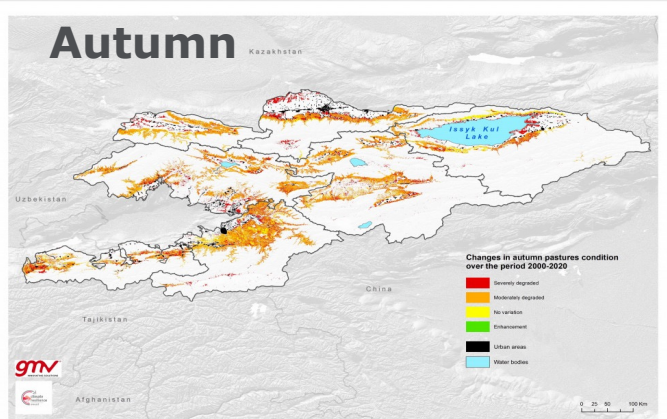 Autumn
Kazakhstan
Issyk Kul
Lake
Uzbekistan
China
Changes in autumn pastures condition
over the period 2000-2020
Severely degraded
Moderately degraded
No variation
Enhancement
Urban areas
Water bodies
Tajikistan
gmv
Afghanistan
0 25 50 100 Km